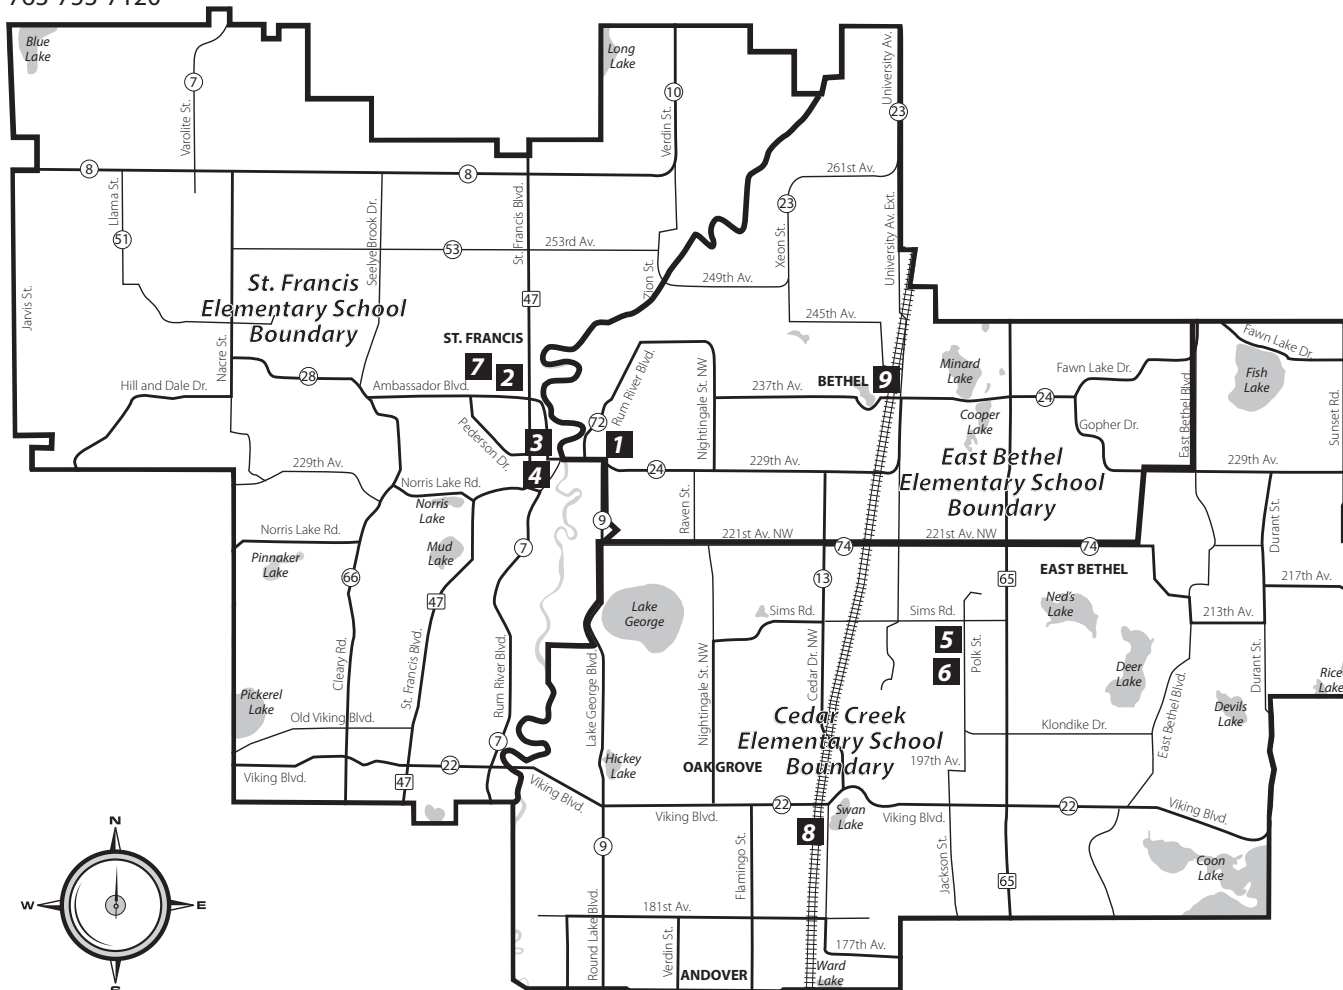 763-753-7120
Blue
Lake
7
Varolite St.
Long
Lake
10
Verdin St.
University Av.
23
8
8
261st Av.
23
Llama St.
51
Seelye Brook Dr.
St. Francis Blvd.
53
253rd Av.
Zion St.
249th Av.
Xeon St.
University Av. Ext.
Jarvis St.
St. Francis
Elementary School
Boundary
47
245th Av.
Nacre St.
ST. FRANCIS
7
2
28
Hill and Dale Dr.
Ambassador Blvd.
Pederson Dr.
72
Rum River Blvd.
Nightingale St. NW
237th Av.
BETHEL
9
Minard
Lake
Cooper
Lake
Fawn Lake Dr.
24
Gopher Dr.
East Bethel Blvd.
Fawn Lake Dr.
Fish
Lake
Sunset Rd.
3
1
4
229th Av.
24
229th Av.
229th Av.
East Bethel
Elementary School
Boundary
Norris Lake Rd.
Norris
Lake
Raven St.
Norris Lake Rd.
9
221st Av. NW
221st Av. NW
74
74
Durant St.
Pinnaker
Lake
Mud
Lake
7
EAST BETHEL
66
47
13
65
217th Av.
Lake
George
Sims Rd.
Sims Rd.
Ned's
Lake
213th Av.
5
6
Polk St.
Cleary Rd.
St. Francis Blvd.
Rum River Blvd.
Lake George Blvd.
Nightingale St. NW
Cedar Dr. NW
Deer
Lake
Durant St.
Rice
Lake
Pickerel
Lake
Old Viking Blvd.
Cedar Creek
Elementary School
Boundary
Klondike Dr.
East Bethel Blvd.
Devils
Lake
7
22
Viking Blvd.
47
Viking Blvd.
Hickey
Lake
OAK GROVE
197th Av.
22
Viking Blvd.
Swan
Lake
Viking Blvd.
22
Viking Blvd.
8
N
W
E
S
9
Flamingo St.
Jackson St.
65
Coon
Lake
181st Av.
Round Lake Blvd.
Verdin St.
177th Av.
ANDOVER
Ward
Lake